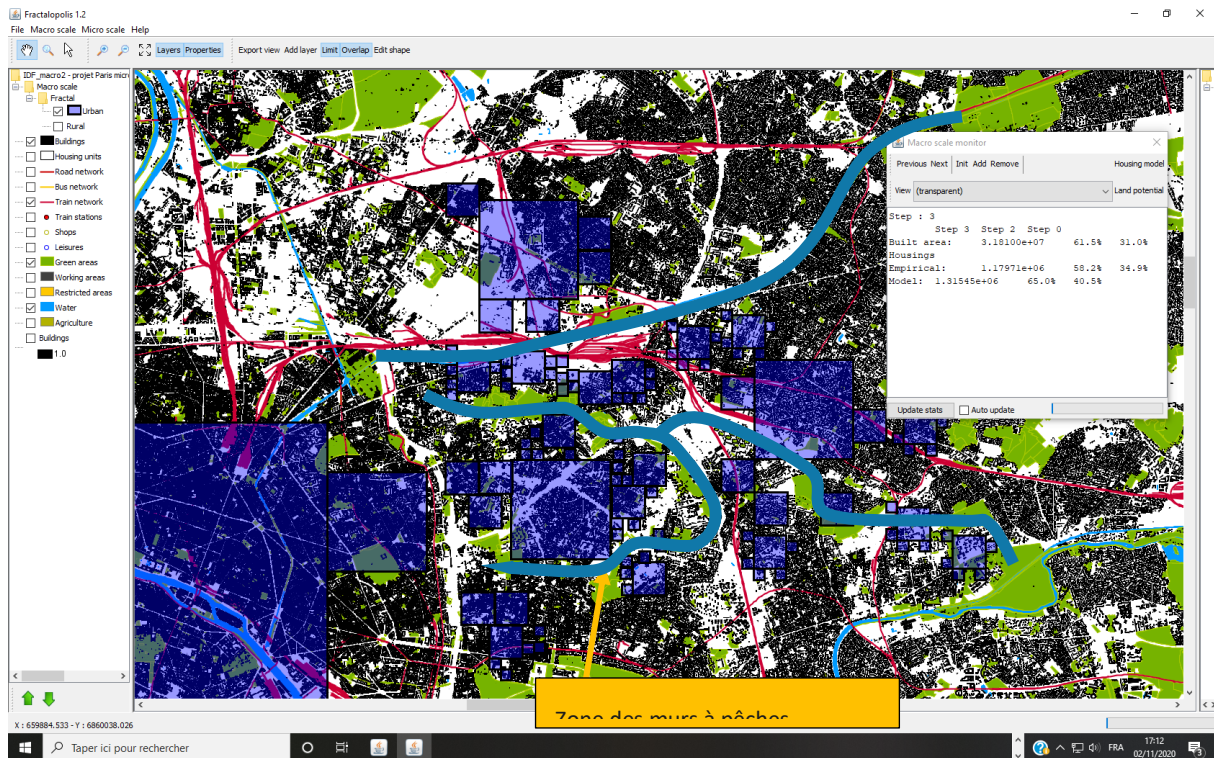 Fractalopolis 1.2
File Macro scale Micro scale Help
Layers Properties Export view Add layer Limit Overlap Edit shape
IDF_macro2 - projet Paris micr
Macro scale
Fractal
Urban
Rural
Buildings
Housing units
Road network
Bus network
Train network
Train stations
Shops
Leisures
Green areas
Working areas
Restricted areas
Water
Agriculture
Buildings
1.0
Macro scale monitor
Previous Next Init Add Remove Housing model
View (transparent) Land potential
Step : 3
Step 3 Step 2 Step 0
Built area: 3.18100e+07 61.5% 31.0%
Housings
Empirical: 1.17971e+06 58.2% 34.9%
Model: 1.31545e+06 65.0% 40.5%
Update stats Auto update
Zone des murs à pêches
X : 659884.533 - Y : 6860038.026
Taper ici pour rechercher
FRA
17:12
02/11/2020
3